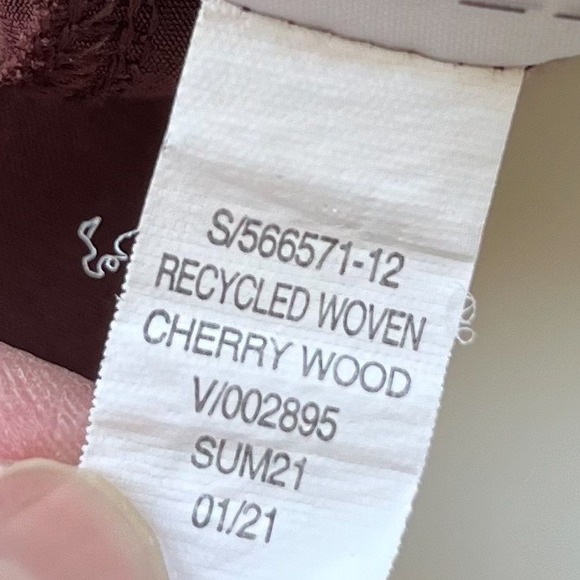 S/566571-12
RECYCLED WOVEN
CHERRY WOOD
V/002895
SUM21
01/21